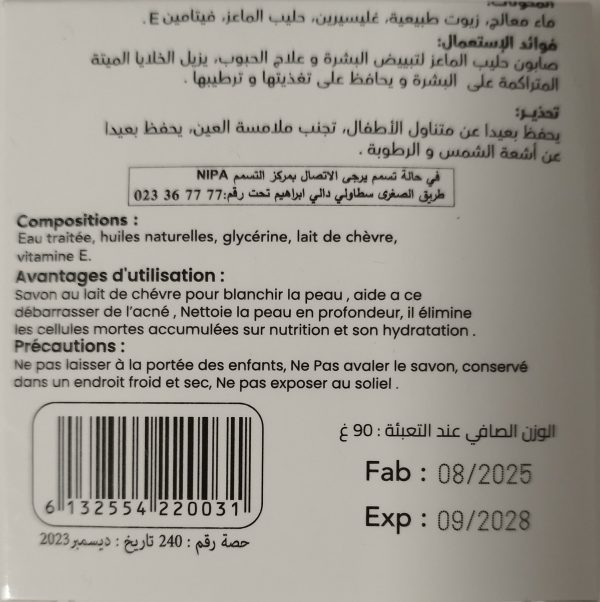 المكونات:
ماء معالج, زيوت طبيعية, غليسيرين, حليب الماعز, فيتامين E.
فوائد الإستعمال:
صابون حليب الماعز لتبييض البشرة و علاج الحبوب, يزيل الخلايا الميتة
المتراكمة على البشرة و يحافظ على تغذيتها و ترطيبها .
تحذير:
يحفظ بعيدا عن متناول الأطفال, تجنب ملامسة العين, يحفظ بعيدا
عن أشعة الشمس و الرطوبة .
في حالة تسمم يرجى الاتصال بمركز التسمم NIPA
طريق الصغرى سطاولي دالي ابراهيم تحت رقم:77 77 36 023
Compositions :
Eau traitée, huiles naturelles, glycérine, lait de chèvre,
vitamine E.
Avantages d'utilisation :
Savon au lait de chévre pour blanchir la peau , aide a ce
débarrasser de l'acné , Nettoie la peau en profondeur, il élimine
les cellules mortes accumulées sur nutrition et son hydratation .
Précautions :
Ne pas laisser à la portée des enfants, Ne Pas avaler le savon, conservé
dans un endroit froid et sec, Ne pas exposer au soliel .
الوزن الصافي عند التعبئة : 90 غ
Fab : 08/2025
Exp : 09/2028
6 132554 220031
حصة رقم : 240 تاريخ : ديسمبر 2023